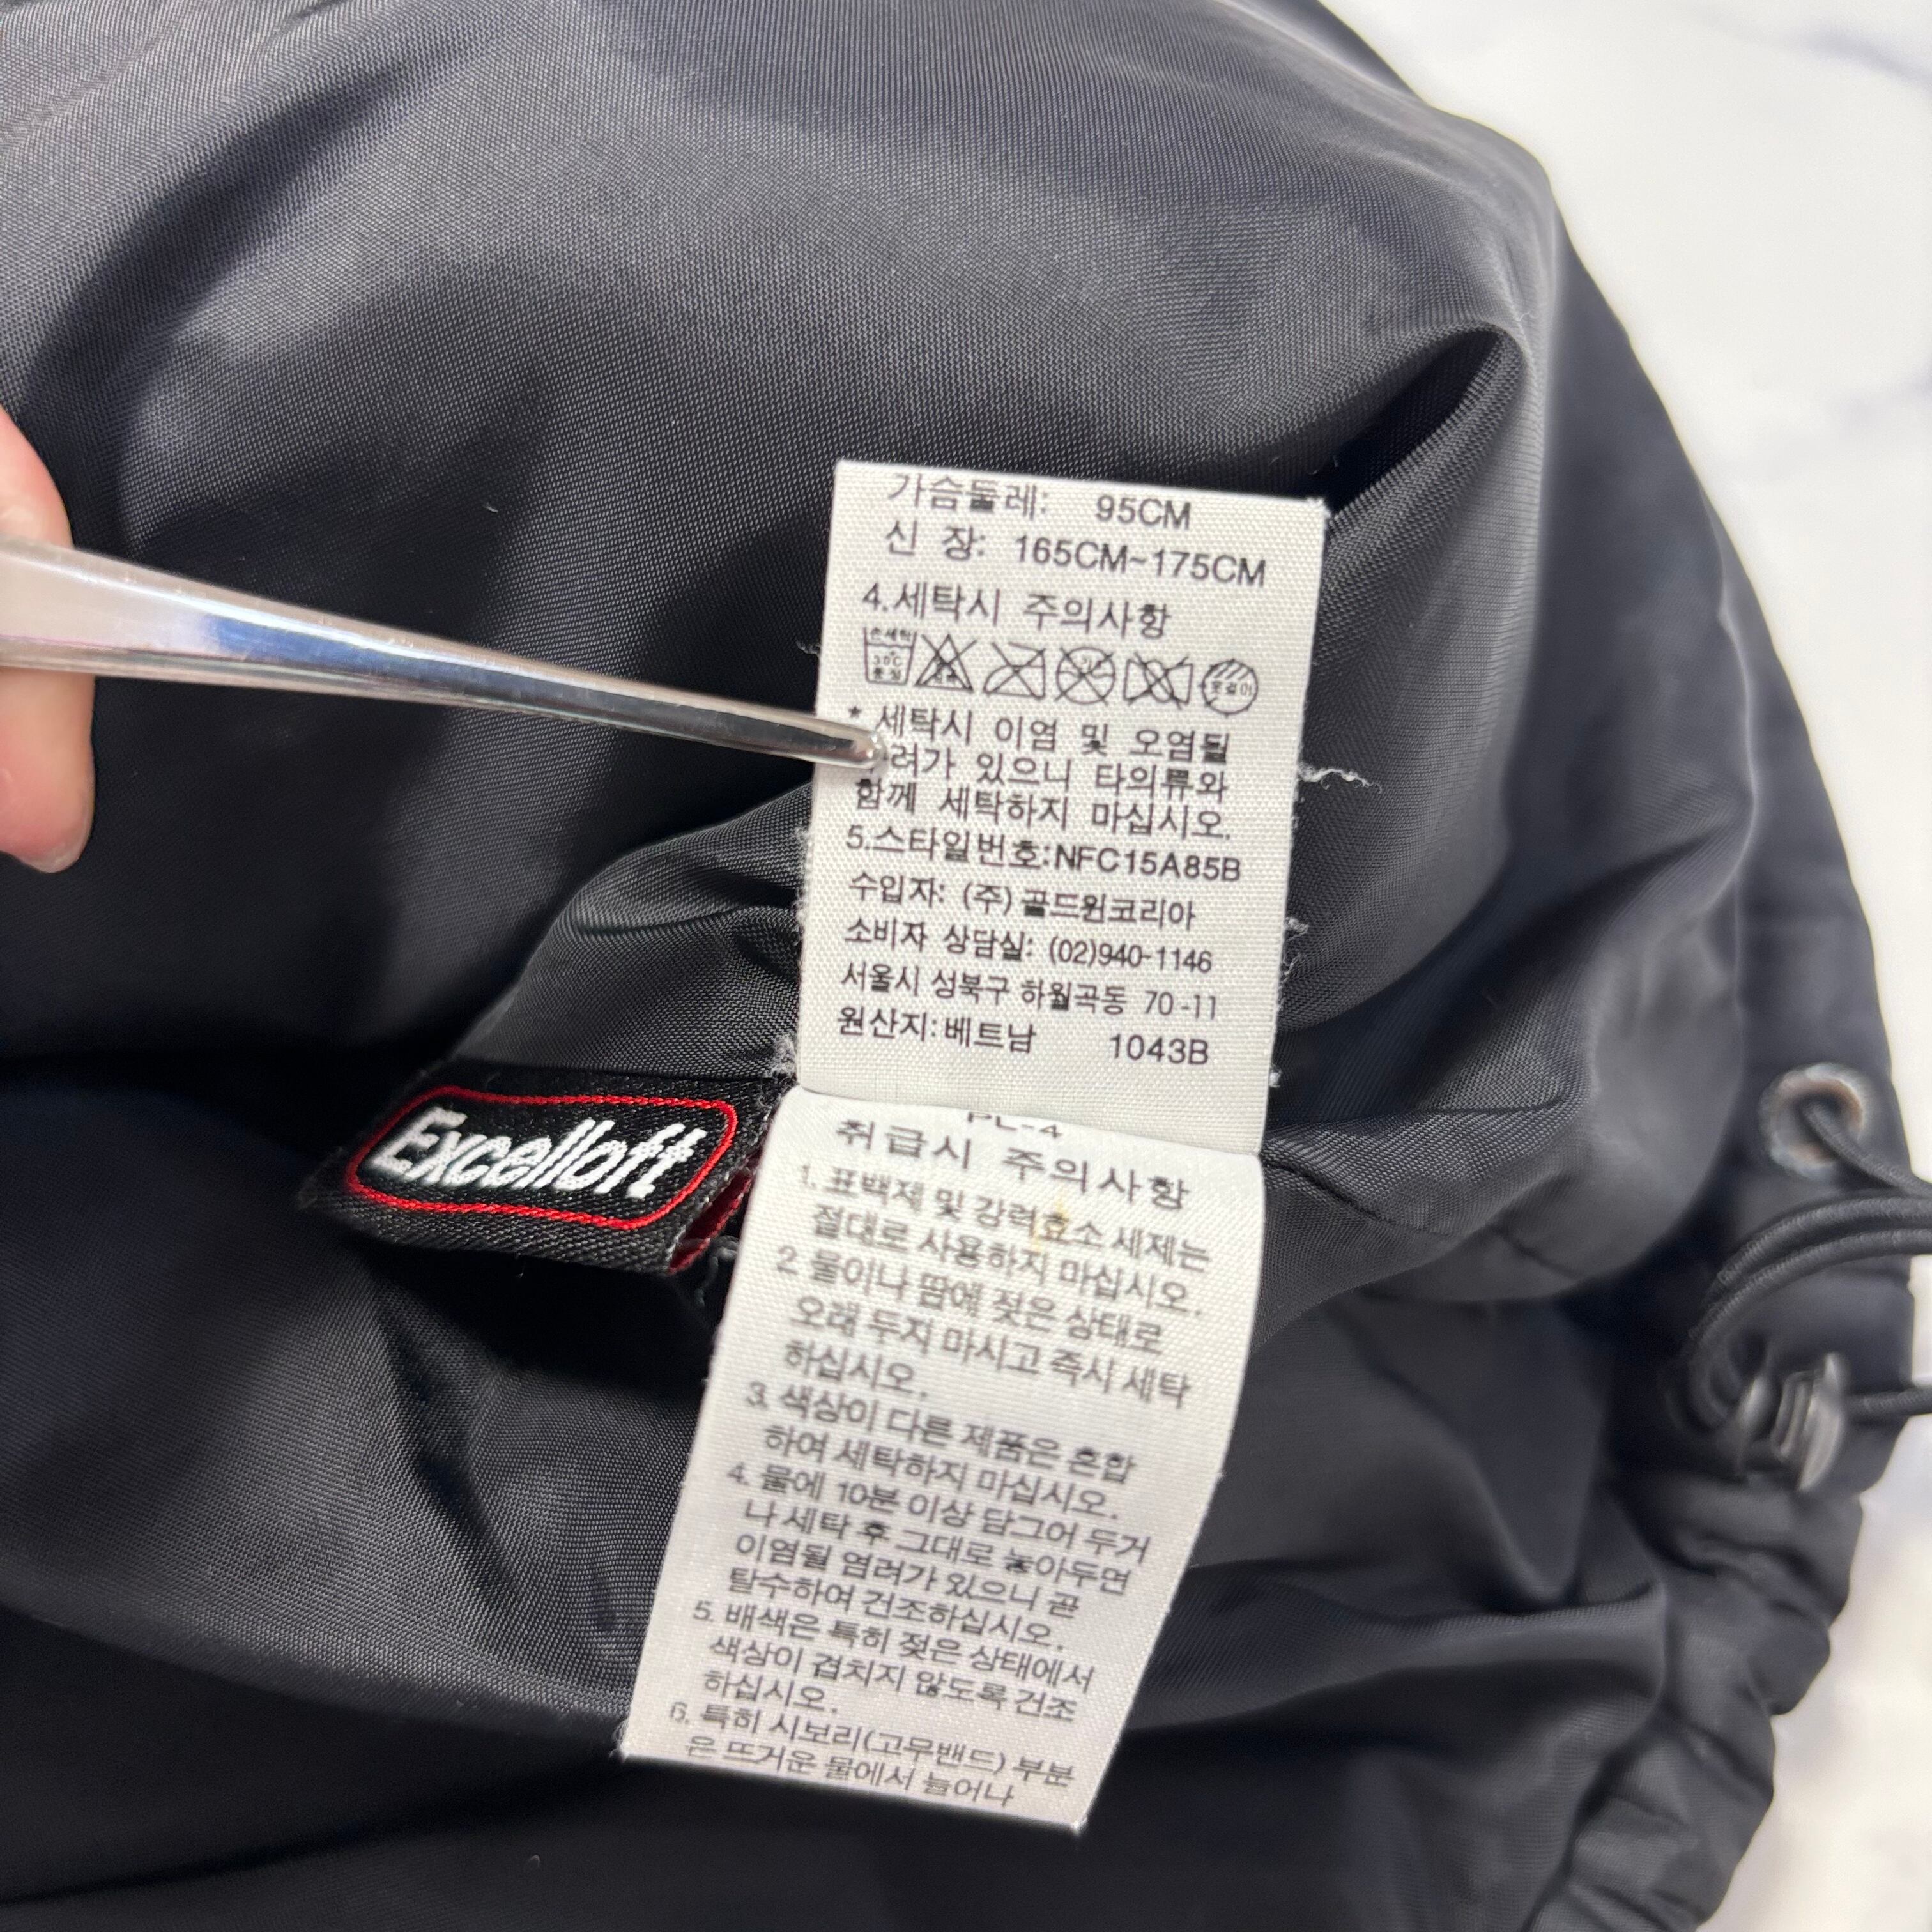 가슴둘레: 95CM
신 장: 165CM~175CM
4.세탁시 주의사항
손세탁
30℃
중성
옷걸이
* 세탁시 이염 및 오염될
려가 있으니 타의류와
함께 세탁하지 마십시오.
5.스타일번호:NFC15A85B
수입자: (주)골드윈코리아
소비자 상담실: (02)940-1146
서울시 성북구 하월곡동 70-11
원산지:베트남 1043B
Excelloft
PL-4
취급시 주의사항
1. 표백제 및 강력효소 세제는
절대로 사용하지 마십시오.
2. 물이나 땀에 젖은 상태로
오래 두지 마시고 즉시 세탁
하십시오.
3. 색상이 다른 제품은 혼합
하여 세탁하지 마십시오.
4. 물에 10분 이상 담그어 두거
나 세탁 후 그대로 놓아두면
이염될 염려가 있으니 곧
탈수하여 건조하십시오.
5. 배색은 특히 젖은 상태에서
색상이 겹치지 않도록 건조
하십시오.
6. 특히 시보리(고무밴드) 부분
은 뜨거운 물에서 늘어나